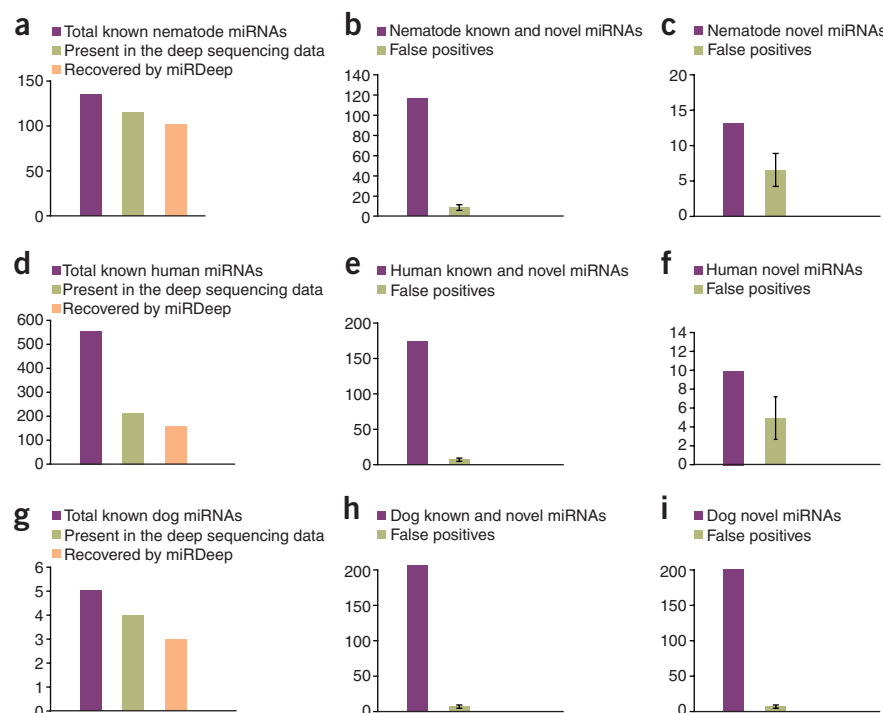 a
Total known nematode miRNAs
Present in the deep sequencing data
Recovered by miRDeep
150
100
50
0
b
Nematode known and novel miRNAs
False positives
140
120
100
80
60
40
20
0
c
Nematode novel miRNAs
False positives
20
15
10
5
0
d
Total known human miRNAs
Present in the deep sequencing data
Recovered by miRDeep
600
500
400
300
200
100
0
e
Human known and novel miRNAs
False positives
200
150
100
50
0
f
Human novel miRNAs
False positives
14
12
10
8
6
4
2
0
g
Total known dog miRNAs
Present in the deep sequencing data
Recovered by miRDeep
6
5
4
3
2
1
0
h
Dog known and novel miRNAs
False positives
200
150
100
50
0
i
Dog novel miRNAs
False positives
200
150
100
50
0